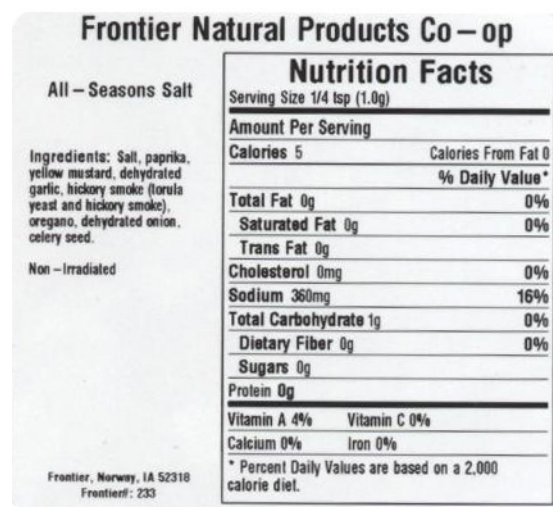 Frontier Natural Products Co-op
All-Seasons Salt
Ingredients: Salt, paprika,
yellow mustard, dehydrated
garlic, hickory smoke (torula
yeast and hickory smoke),
oregano, dehydrated onion,
celery seed.
Non-Irradiated
Frontier, Norway, IA 52318
Frontier#: 233
Nutrition Facts
Serving Size 1/4 tsp (1.0g)
Amount Per Serving
Calories 5 Calories From Fat 0
% Daily Value*
Total Fat 0g 0%
Saturated Fat 0g 0%
Trans Fat 0g
Cholesterol 0mg 0%
Sodium 360mg 16%
Total Carbohydrate 1g 0%
Dietary Fiber 0g 0%
Sugars 0g
Protein 0g
Vitamin A 4% Vitamin C 0%
Calcium 0% Iron 0%
* Percent Daily Values are based on a 2,000
calorie diet.